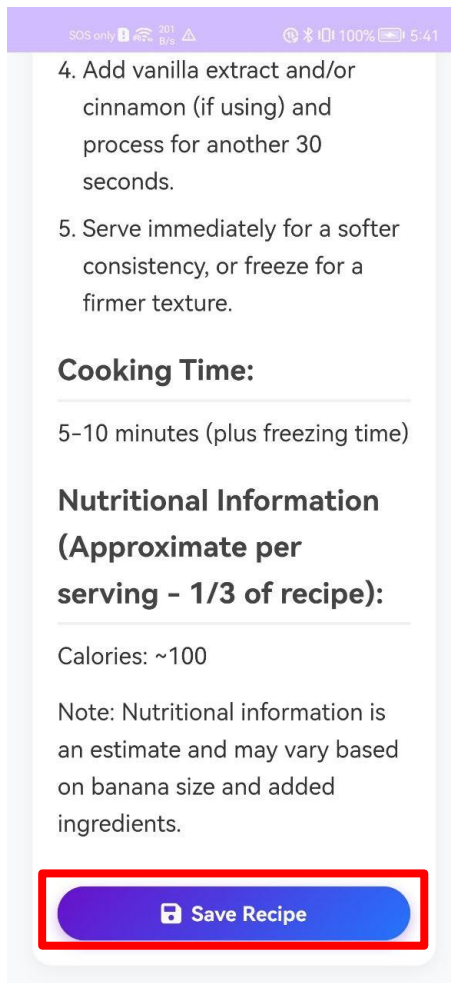 SOS only 201 B/s 100% 5:41
4. Add vanilla extract and/or
cinnamon (if using) and
process for another 30
seconds.
5. Serve immediately for a softer
consistency, or freeze for a
firmer texture.
Cooking Time:
5-10 minutes (plus freezing time)
Nutritional Information
(Approximate per
serving - 1/3 of recipe):
Calories: ~100
Note: Nutritional information is
an estimate and may vary based
on banana size and added
ingredients.
Save Recipe